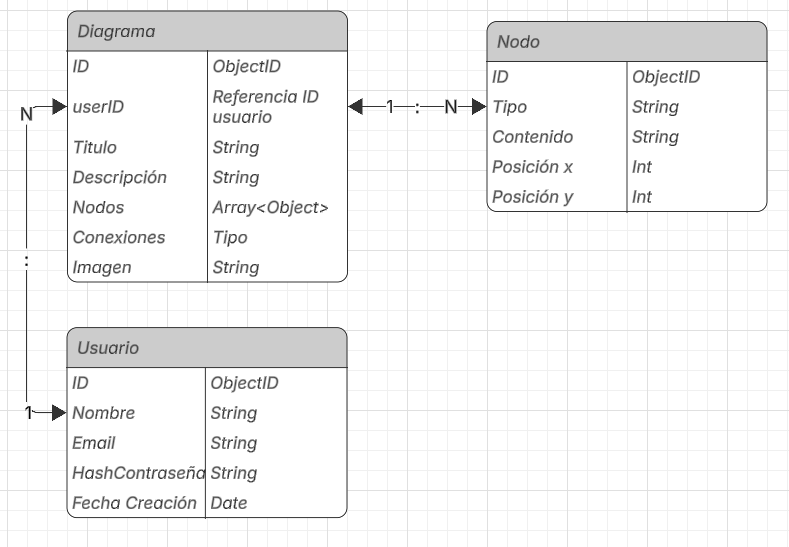 Diagrama
ID ObjectID
userID Referencia ID
usuario
Titulo String
Descripción String
Nodos Array<Object>
Conexiones Tipo
Imagen String
1 : N
Nodo
ID ObjectID
Tipo String
Contenido String
Posición x Int
Posición y Int
N
:
1
Usuario
ID ObjectID
Nombre String
Email String
HashContraseña String
Fecha Creación Date